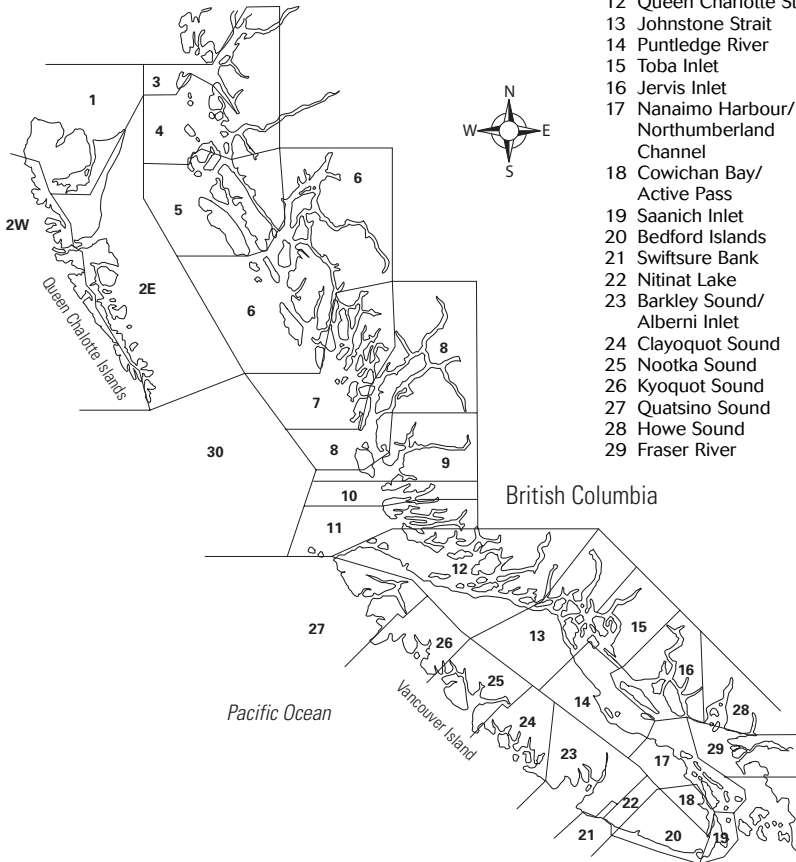 12 Queen Charlotte St
13 Johnstone Strait
14 Puntledge River
15 Toba Inlet
16 Jervis Inlet
17 Nanaimo Harbour/
Northumberland
Channel
18 Cowichan Bay/
Active Pass
19 Saanich Inlet
20 Bedford Islands
21 Swiftsure Bank
22 Nitinat Lake
23 Barkley Sound/
Alberni Inlet
24 Clayoquot Sound
25 Nootka Sound
26 Kyoquot Sound
27 Quatsino Sound
28 Howe Sound
29 Fraser River
N
W E
S
1
3
4
5
6
2W
2E
6
Queen Chalotte Islands
7
8
8
9
30
10
11
British Columbia
12
27
13
15
26
25
16
14
28
24
Vancouver Island
Pacific Ocean
23
17
29
22
18
21
20
19